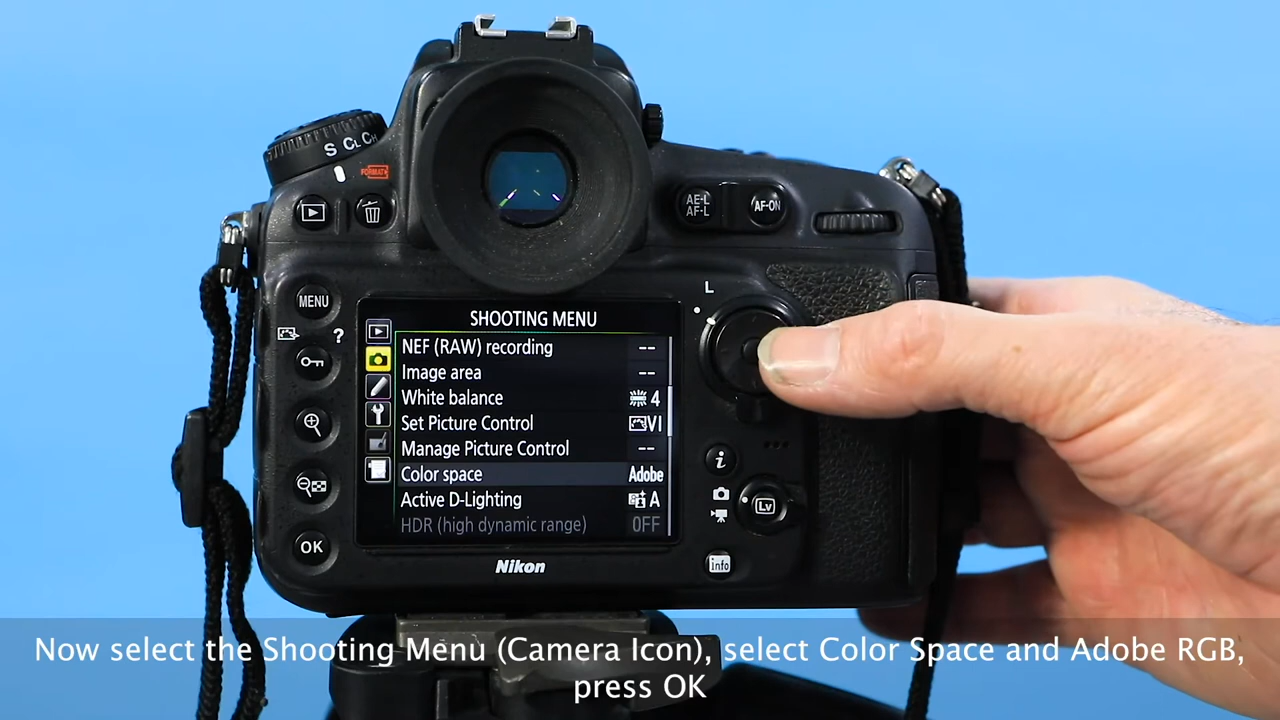 S CL CH
FORMAT
AE-L
AF-L
AF-ON
L
MENU
?
SHOOTING MENU
NEF (RAW) recording --
Image area --
White balance 4
Set Picture Control VI
Manage Picture Control --
Color space Adobe
Active D-Lighting A
HDR (high dynamic range) OFF
i
Lv
OK
Nikon
info
Now select the Shooting Menu (Camera Icon), select Color Space and Adobe RGB,
press OK